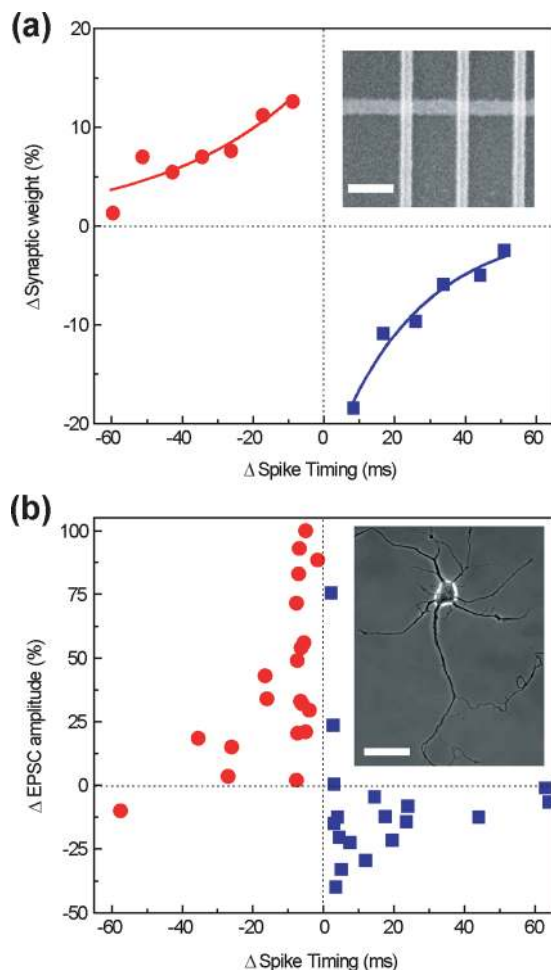 (a)
20
10
0
-10
-20
Δ Synaptic weight (%)
-60 -40 -20 0 20 40 60
Δ Spike Timing (ms)
(b)
100
75
50
25
0
-25
-50
Δ EPSC amplitude (%)
-60 -40 -20 0 20 40 60
Δ Spike Timing (ms)